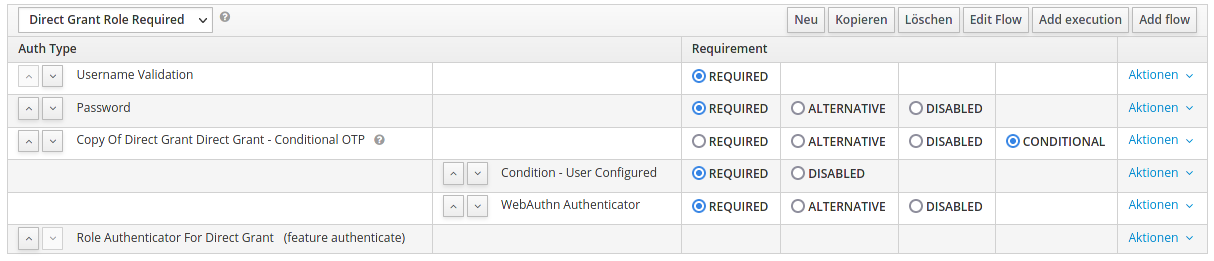 Direct Grant Role Required Neu Kopieren Löschen Edit Flow Add execution Add flow
Auth Type Requirement
Username Validation REQUIRED Aktionen
Password REQUIRED ALTERNATIVE DISABLED Aktionen
Copy Of Direct Grant Direct Grant - Conditional OTP REQUIRED ALTERNATIVE DISABLED CONDITIONAL Aktionen
Condition - User Configured REQUIRED DISABLED Aktionen
WebAuthn Authenticator REQUIRED ALTERNATIVE DISABLED Aktionen
Role Authenticator For Direct Grant (feature authenticate) Aktionen